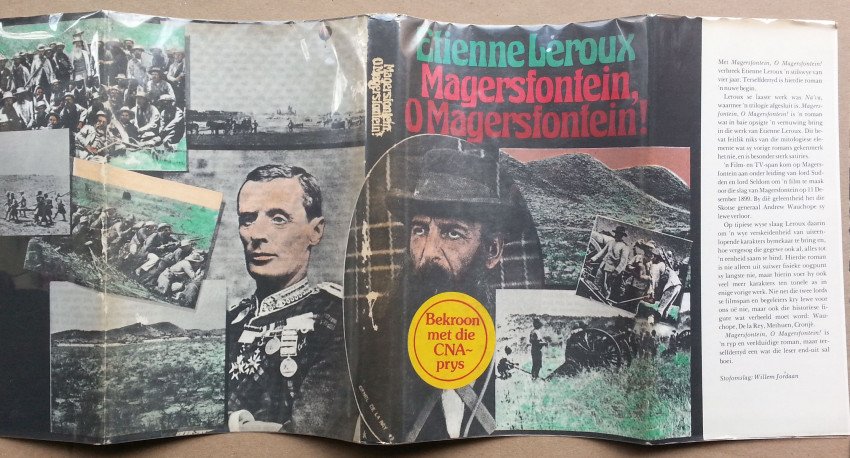 Magersfontein,
O Magersfontein!
GENL. DE LA REY
Etienne Leroux
Magersfontein,
O Magersfontein!
Bekroon
met die
CNA-
prys
Met Magersfontein, O Magersfontein!
verbreek Etienne Leroux 'n stilswye van
vier jaar. Terselfdertyd is hierdie roman
'n nuwe begin.
Leroux se laaste werk was Na'va,
waarmee 'n trilogie afgesluit is. Magers-
fontein, O Magersfontein! is 'n roman
wat in baie opsigte 'n vernuwing bring
in die werk van Etienne Leroux. Dit be-
vat feitlik niks van die mitologiese ele-
mente wat sy vorige romans gekenmerk
het nie, en is besonder sterk satiries.
'n Film- en TV-span kom op Magers-
fontein aan onder leiding van lord Sud-
den en lord Seldom om 'n film te maak
oor die slag van Magersfontein op 11 De-
sember 1899. By dié geleentheid het die
Skotse generaal Andrew Wauchope sy
lewe verloor.
Op tipiese wyse slaag Leroux daarin
om 'n wye verskeidenheid van uiteen-
lopende karakters bymekaar te bring en,
hoe vergesog die gegewe ook al, alles tot
'n eenheid saam te bind. Hierdie roman
is nie alleen uit suiwer fisieke oogpunt
sy langste nie, maar hierin voer hy ook
veel meer karakters ten tonele as in
enige vorige werk. Nie net die twee lords
se filmspan en begeleiers kry lewe voor
ons oë nie, maar ook die historiese fi-
gure wat verbeeld moet word: Wau-
chope, De la Rey, Methuen, Cronjé.
Magersfontein, O Magersfontein! is
'n ryp en veelduidige roman, maar ter-
selfdertyd een wat die leser end-uit sal
boei.
Stofomslag: Willem Jordaan